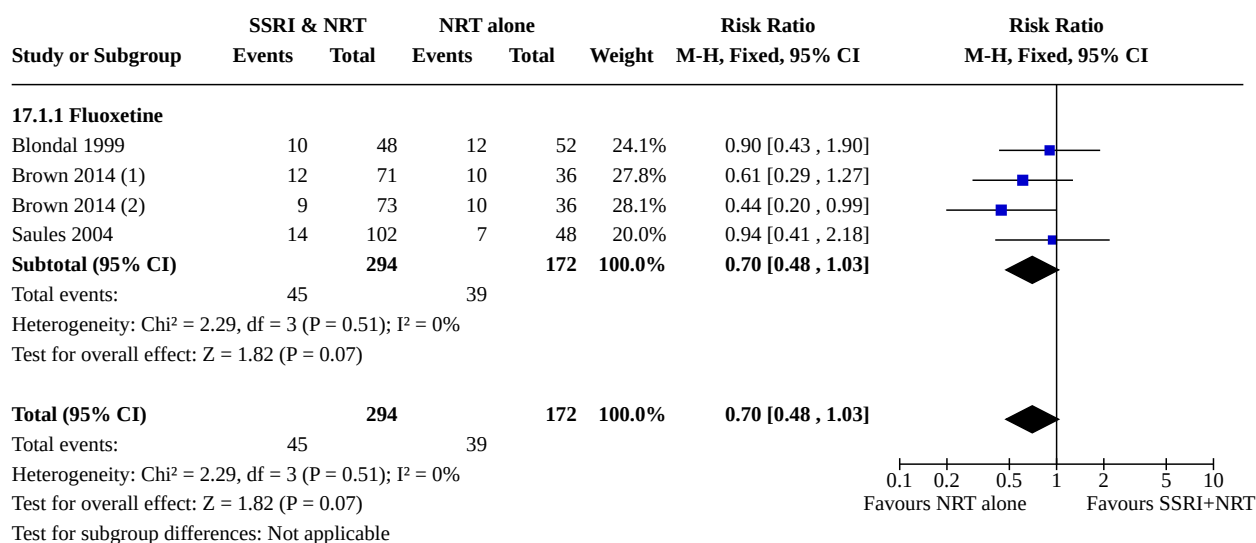 SSRI & NRT NRT alone Risk Ratio Risk Ratio
Study or Subgroup Events Total Events Total Weight M-H, Fixed, 95% CI M-H, Fixed, 95% CI
17.1.1 Fluoxetine
Blondal 1999 10 48 12 52 24.1% 0.90 [0.43 , 1.90]
Brown 2014 (1) 12 71 10 36 27.8% 0.61 [0.29 , 1.27]
Brown 2014 (2) 9 73 10 36 28.1% 0.44 [0.20 , 0.99]
Saules 2004 14 102 7 48 20.0% 0.94 [0.41 , 2.18]
Subtotal (95% CI) 294 172 100.0% 0.70 [0.48 , 1.03]
Total events: 45 39
Heterogeneity: Chi² = 2.29, df = 3 (P = 0.51); I² = 0%
Test for overall effect: Z = 1.82 (P = 0.07)
Total (95% CI) 294 172 100.0% 0.70 [0.48 , 1.03]
Total events: 45 39
Heterogeneity: Chi² = 2.29, df = 3 (P = 0.51); I² = 0%
0.1 0.2 0.5 1 2 5 10
Test for overall effect: Z = 1.82 (P = 0.07) Favours NRT alone Favours SSRI+NRT
Test for subgroup differences: Not applicable